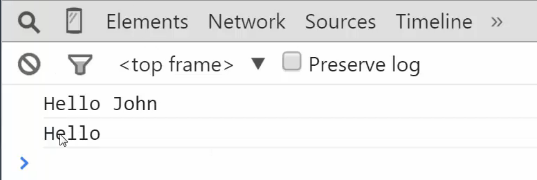 Elements Network Sources Timeline »
<top frame> ▼ Preserve log
Hello John
Hello
>